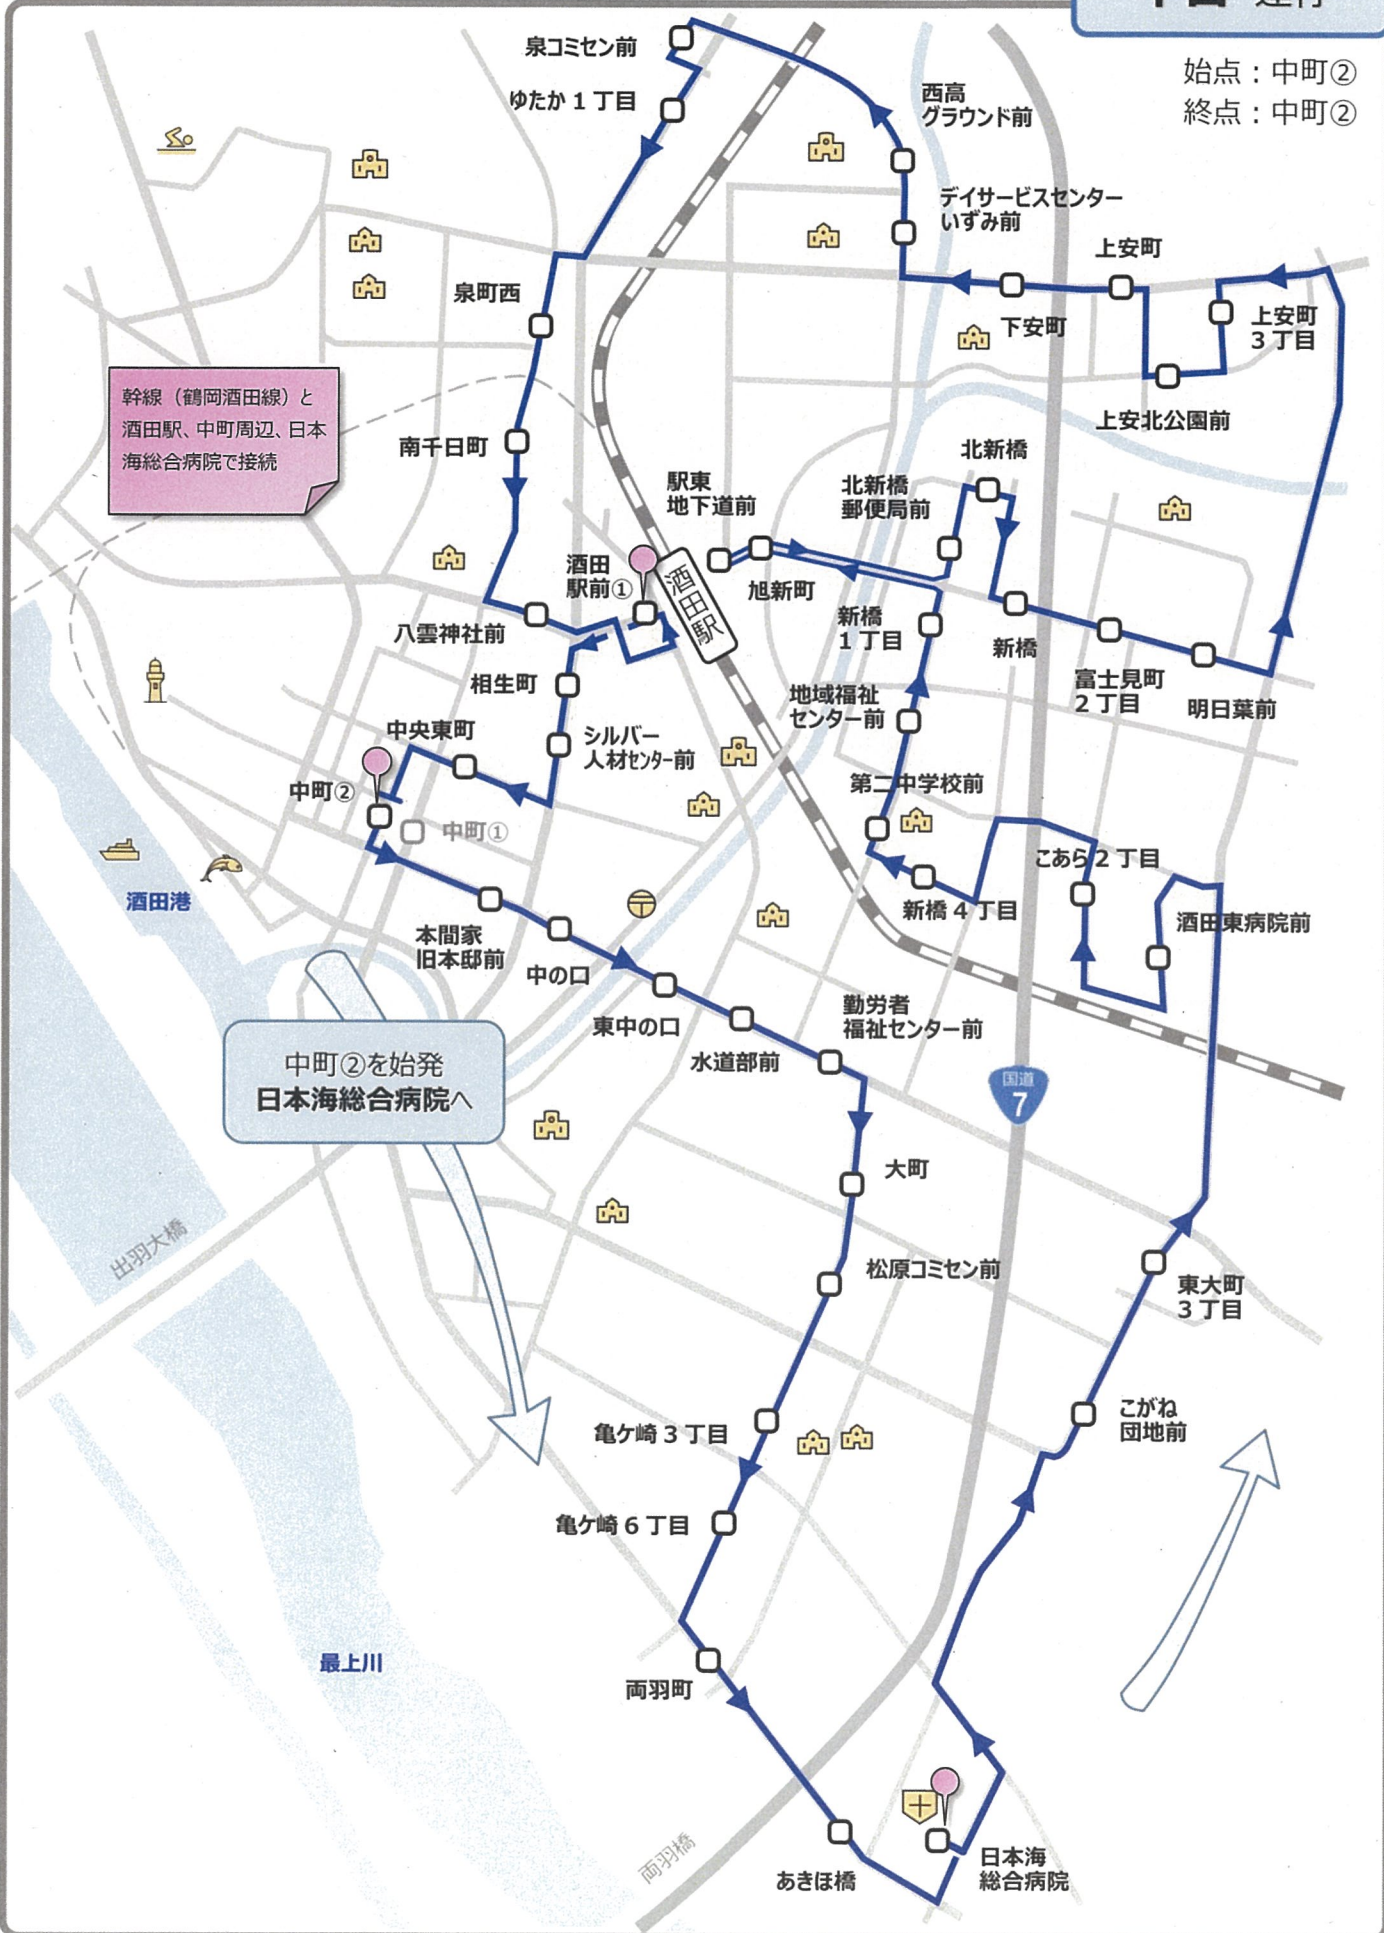 始点：中町②
終点：中町②
泉コミセン前
ゆたか１丁目
西高
グラウンド前
デイサービスセンター
いずみ前
上安町
泉町西
下安町
上安町
３丁目
幹線（鶴岡酒田線）と
酒田駅、中町周辺、日本
海総合病院で接続
上安北公園前
南千日町
北新橋
駅東
地下道前
北新橋
郵便局前
酒田
駅前①
酒田駅
旭新町
八雲神社前
新橋
１丁目
新橋
相生町
地域福祉
センター前
富士見町
２丁目
明日葉前
中央東町
シルバー
人材センター前
中町②
第二中学校前
中町①
こあら２丁目
酒田港
新橋４丁目
酒田東病院前
本間家
旧本邸前
中の口
東中の口
勤労者
福祉センター前
水道部前
中町②を始発
日本海総合病院へ
国道
7
大町
出羽大橋
松原コミセン前
東大町
３丁目
亀ケ崎３丁目
こがね
団地前
亀ケ崎６丁目
最上川
両羽町
両羽橋
あきほ橋
日本海
総合病院